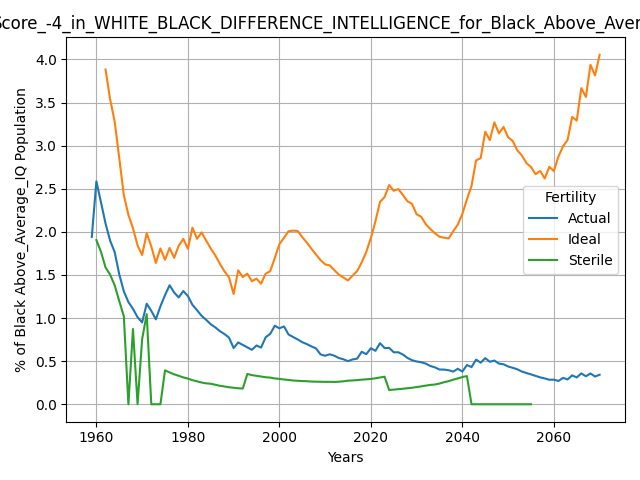 Score_-4_in_WHITE_BLACK_DIFFERENCE_INTELLIGENCE_for_Black_Above_Aver
% of Black Above_Average_IQ Population
4.0
3.5
3.0
2.5
2.0
1.5
1.0
0.5
0.0
Fertility
Actual
Ideal
Sterile
1960 1980 2000 2020 2040 2060
Years